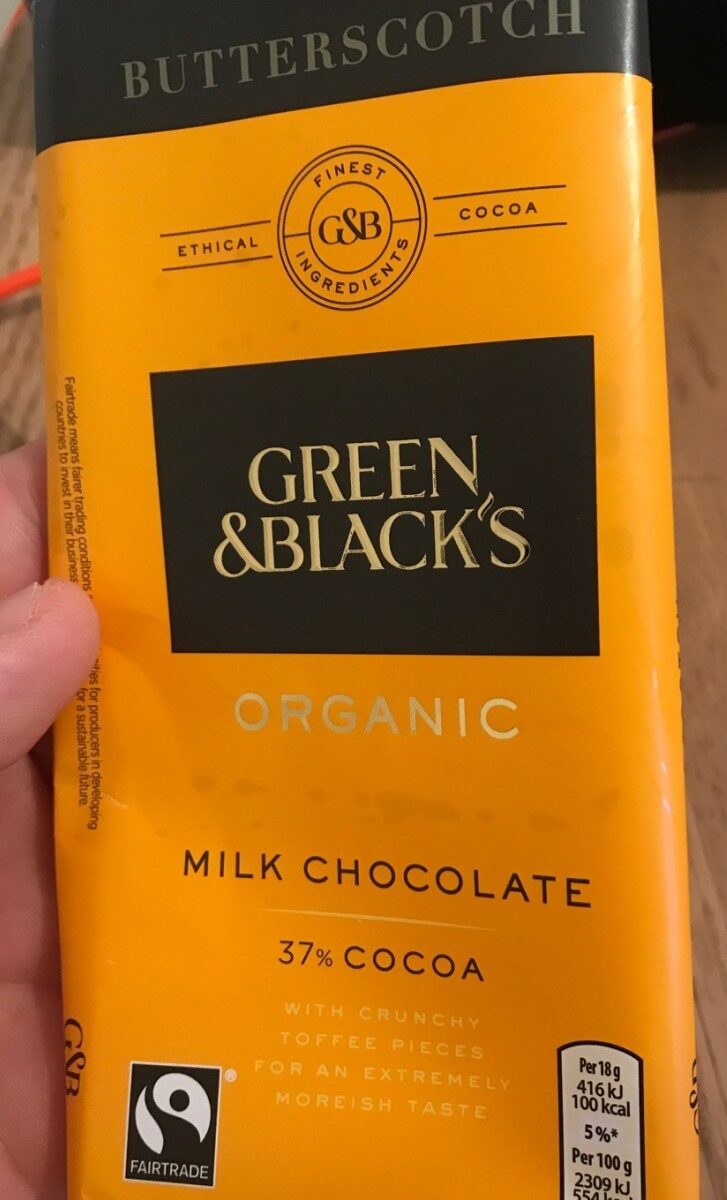 BUTTERSCOTCH
FINEST
ETHICAL
G&B
COCOA
INGREDIENTS
GREEN
&BLACK'S
ORGANIC
MILK CHOCOLATE
37% COCOA
WITH CRUNCHY
TOFFEE PIECES
FOR AN EXTREMELY
MOREISH TASTE
FAIRTRADE
Per 18 g
416 kJ
100 kcal
5%*
Per 100 g
2309 kJ
Fairtrade means fairer trading conditions for producers in developing
countries to invest in their business for a sustainable future.
G&B